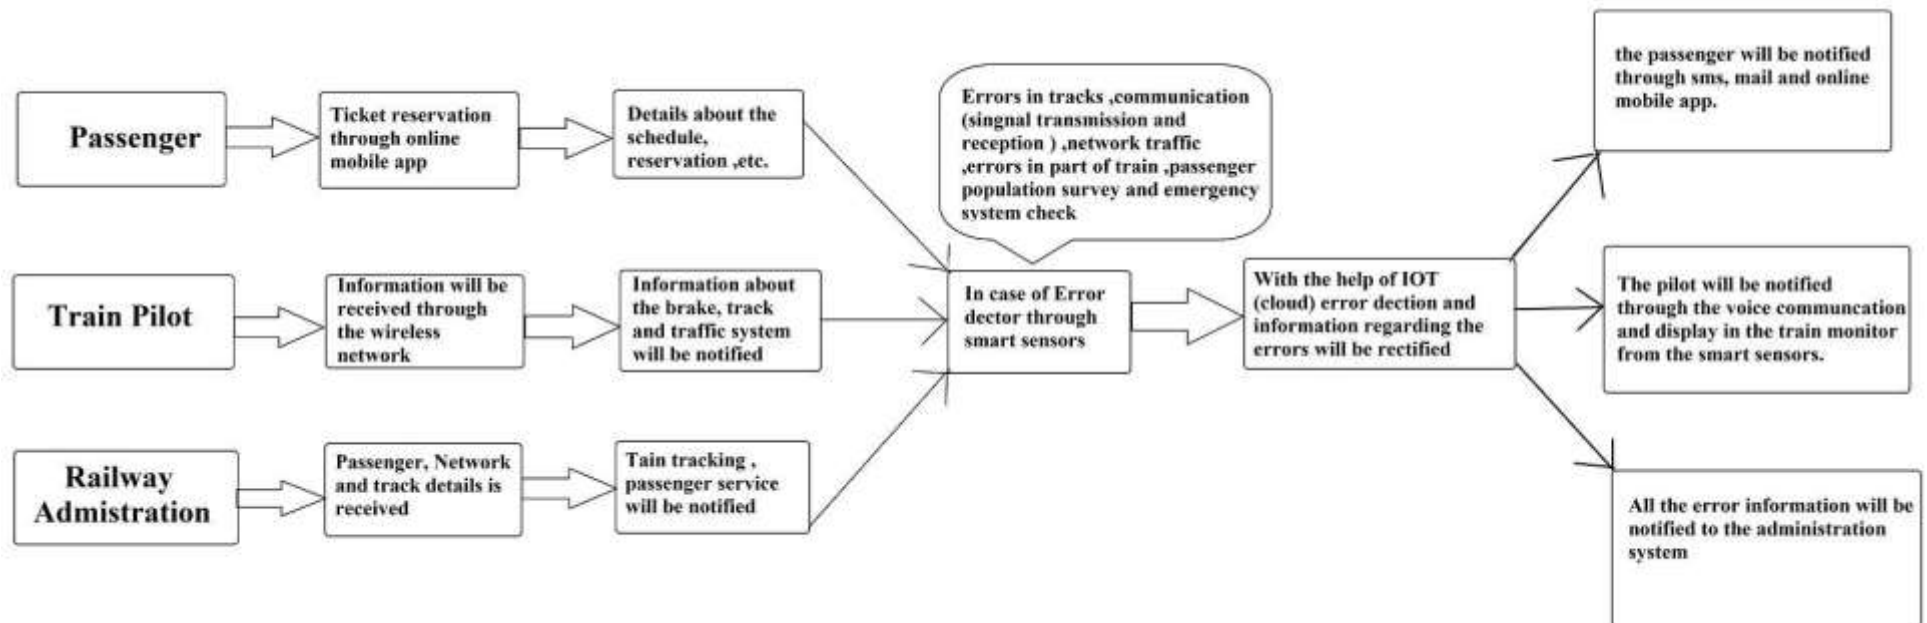 Passenger
Ticket reservation
through online
mobile app
Details about the
schedule,
reservation ,etc.
Train Pilot
Information will be
received through
the wireless
network
Information about
the brake, track
and traffic system
will be notified
Railway
Admistration
Passenger, Network
and track details is
received
Tain tracking ,
passenger service
will be notified
Errors in tracks ,communication
(singnal transmission and
reception ) ,network traffic
,errors in part of train ,passenger
population survey and emergency
system check
In case of Error
dector through
smart sensors
With the help of IOT
(cloud) error dection and
information regarding the
errors will be rectified
the passenger will be notified
through sms, mail and online
mobile app.
The pilot will be notified
through the voice communcation
and display in the train monitor
from the smart sensors.
All the error information will be
notified to the administration
system